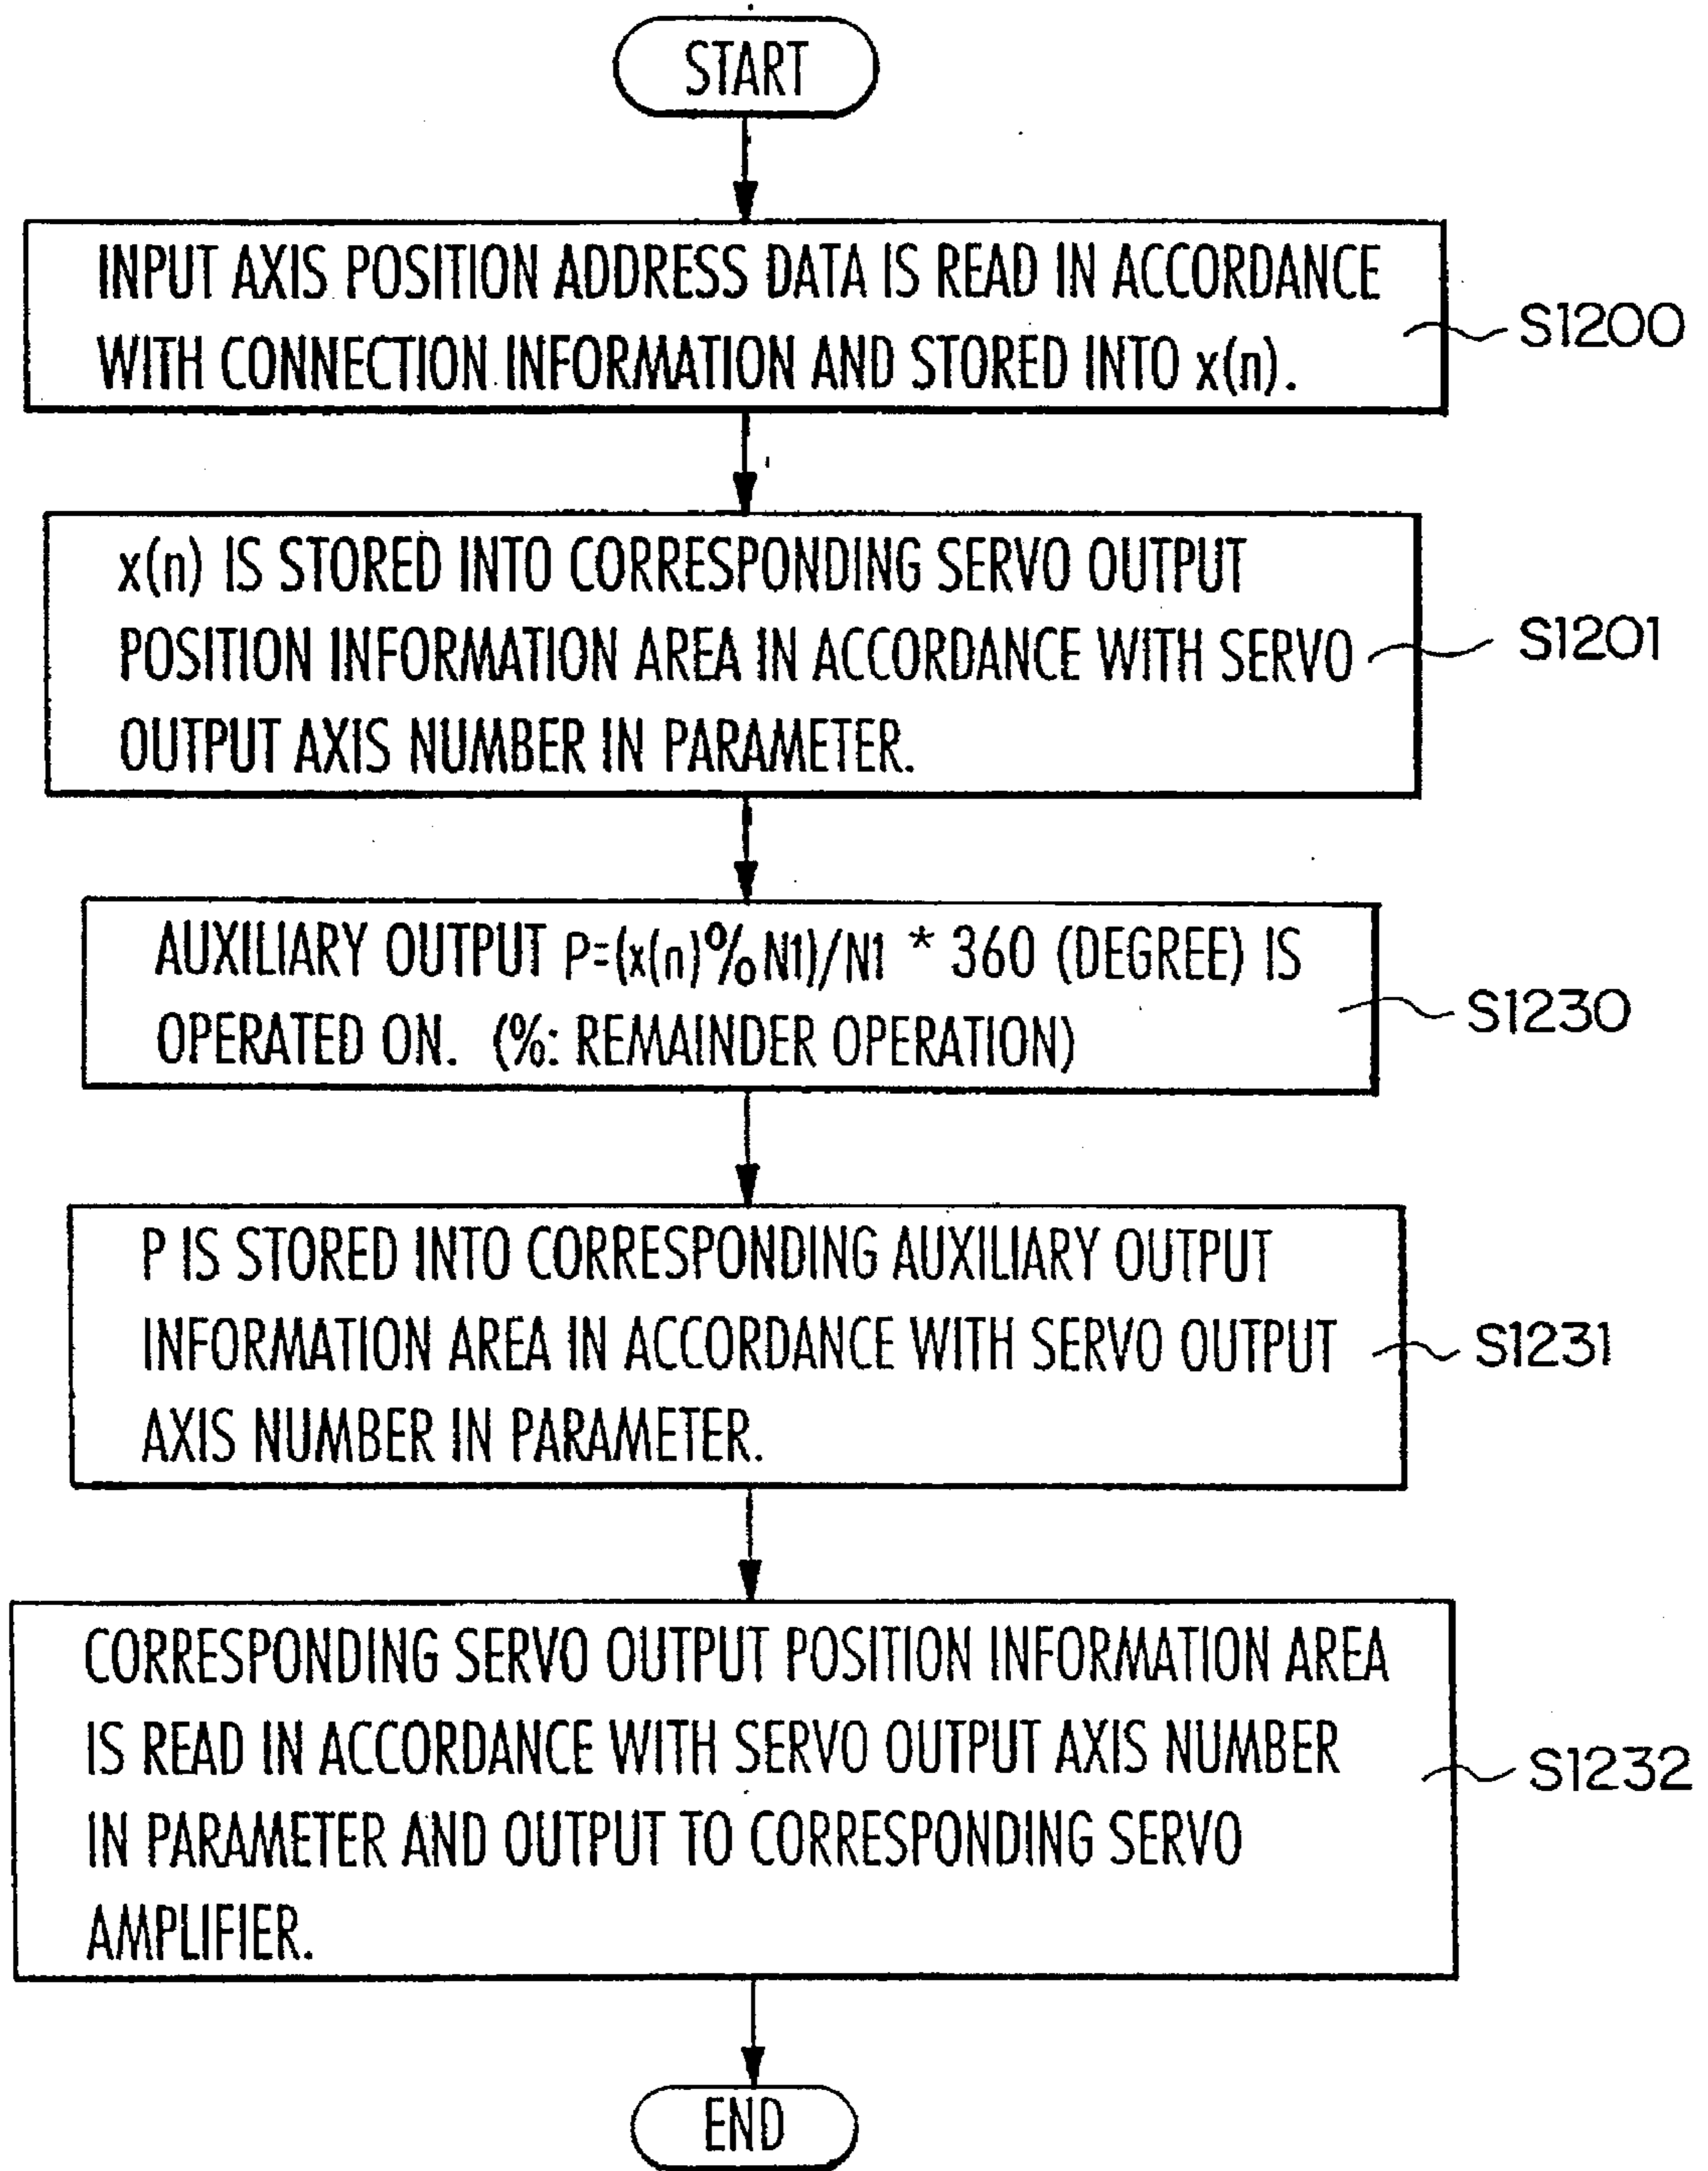 START
INPUT AXIS POSITION ADDRESS DATA IS READ IN ACCORDANCE
WITH CONNECTION INFORMATION AND STORED INTO x(n).
S1200
x(n) IS STORED INTO CORRESPONDING SERVO OUTPUT
POSITION INFORMATION AREA IN ACCORDANCE WITH SERVO
OUTPUT AXIS NUMBER IN PARAMETER.
S1201
AUXILIARY OUTPUT P=(x(n)%N1)/N1 * 360 (DEGREE) IS
OPERATED ON. (%: REMAINDER OPERATION)
S1230
P IS STORED INTO CORRESPONDING AUXILIARY OUTPUT
INFORMATION AREA IN ACCORDANCE WITH SERVO OUTPUT
AXIS NUMBER IN PARAMETER.
S1231
CORRESPONDING SERVO OUTPUT POSITION INFORMATION AREA
IS READ IN ACCORDANCE WITH SERVO OUTPUT AXIS NUMBER
IN PARAMETER AND OUTPUT TO CORRESPONDING SERVO
AMPLIFIER.
S1232
END